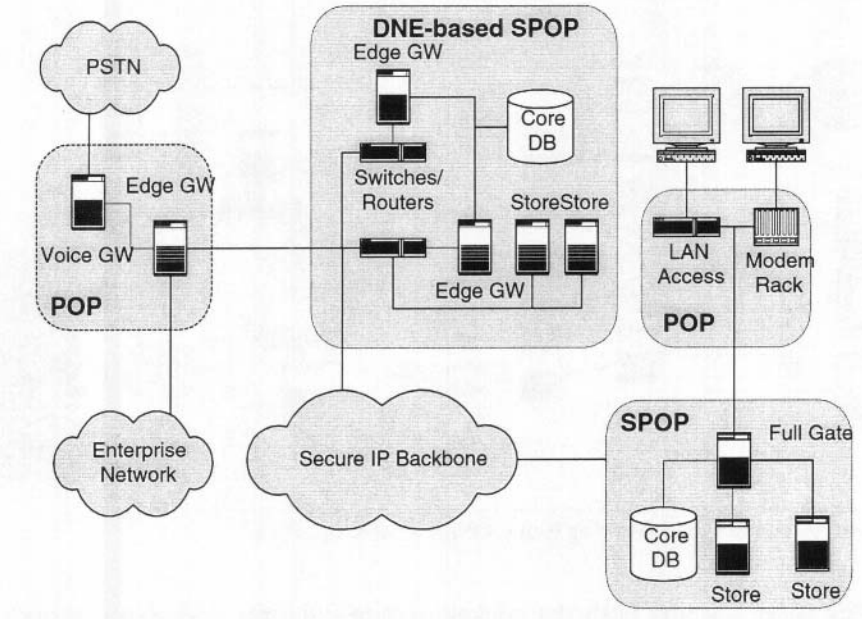 DNE-based SPOP
Edge GW
PSTN
Core
DB
Edge GW
Switches/
Routers
StoreStore
Voice GW
LAN
Access
Modem
Rack
Edge GW
POP
POP
SPOP
Full Gate
Enterprise
Network
Secure IP Backbone
Core
DB
Store
Store